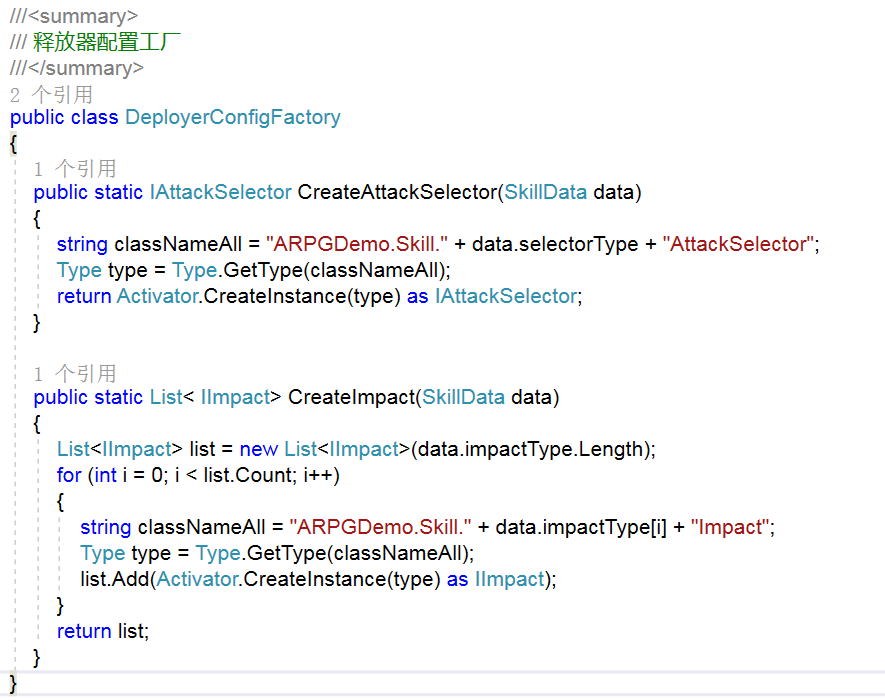 ///<summary>
/// 释放器配置工厂
///</summary>
2 个引用
public class DeployerConfigFactory
{
1 个引用
public static IAttackSelector CreateAttackSelector(SkillData data)
{
string classNameAll = "ARPGDemo.Skill." + data.selectorType + "AttackSelector";
Type type = Type.GetType(classNameAll);
return Activator.CreateInstance(type) as IAttackSelector;
}
1 个引用
public static List< IImpact> CreateImpact(SkillData data)
{
List<IImpact> list = new List<IImpact>(data.impactType.Length);
for (int i = 0; i < list.Count; i++)
{
string classNameAll = "ARPGDemo.Skill." + data.impactType[i] + "Impact";
Type type = Type.GetType(classNameAll);
list.Add(Activator.CreateInstance(type) as IImpact);
}
return list;
}
}